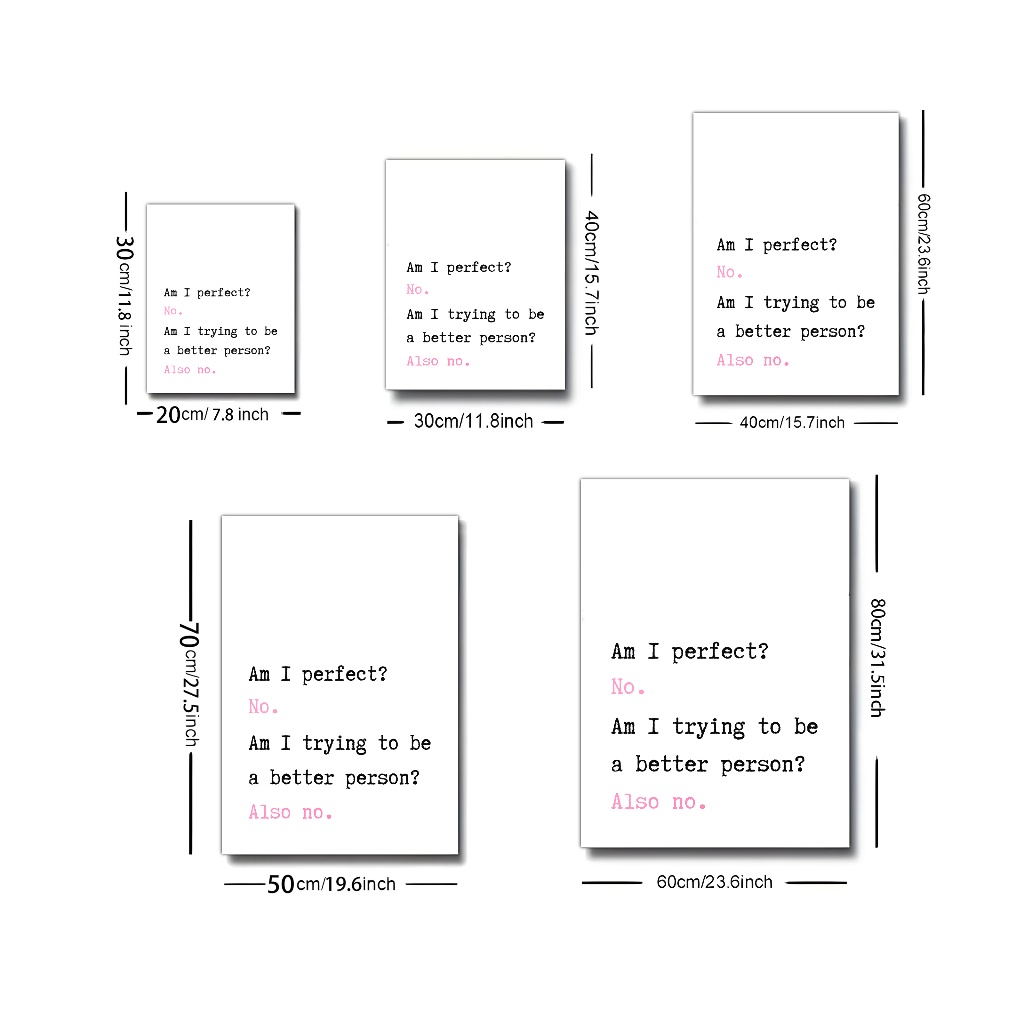 Am I perfect?
No.
Am I trying to be
a better person?
Also no.
30cm/11.8 inch
20cm/ 7.8 inch
Am I perfect?
No.
Am I trying to be
a better person?
Also no.
40cm/15.7inch
30cm/11.8inch
Am I perfect?
No.
Am I trying to be
a better person?
Also no.
60cm/23.6inch
40cm/15.7inch
Am I perfect?
No.
Am I trying to be
a better person?
Also no.
70cm/27.5inch
50cm/19.6inch
Am I perfect?
No.
Am I trying to be
a better person?
Also no.
80cm/31.5inch
60cm/23.6inch